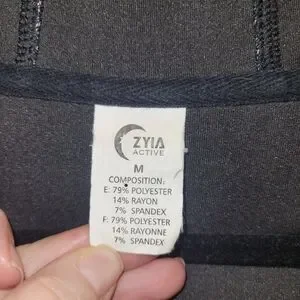 ZYIA
ACTIVE
M
COMPOSITION:
E: 79% POLYESTER
14% RAYON
7% SPANDEX
F: 79% POLYESTER
14% RAYONNE
7% SPANDEX